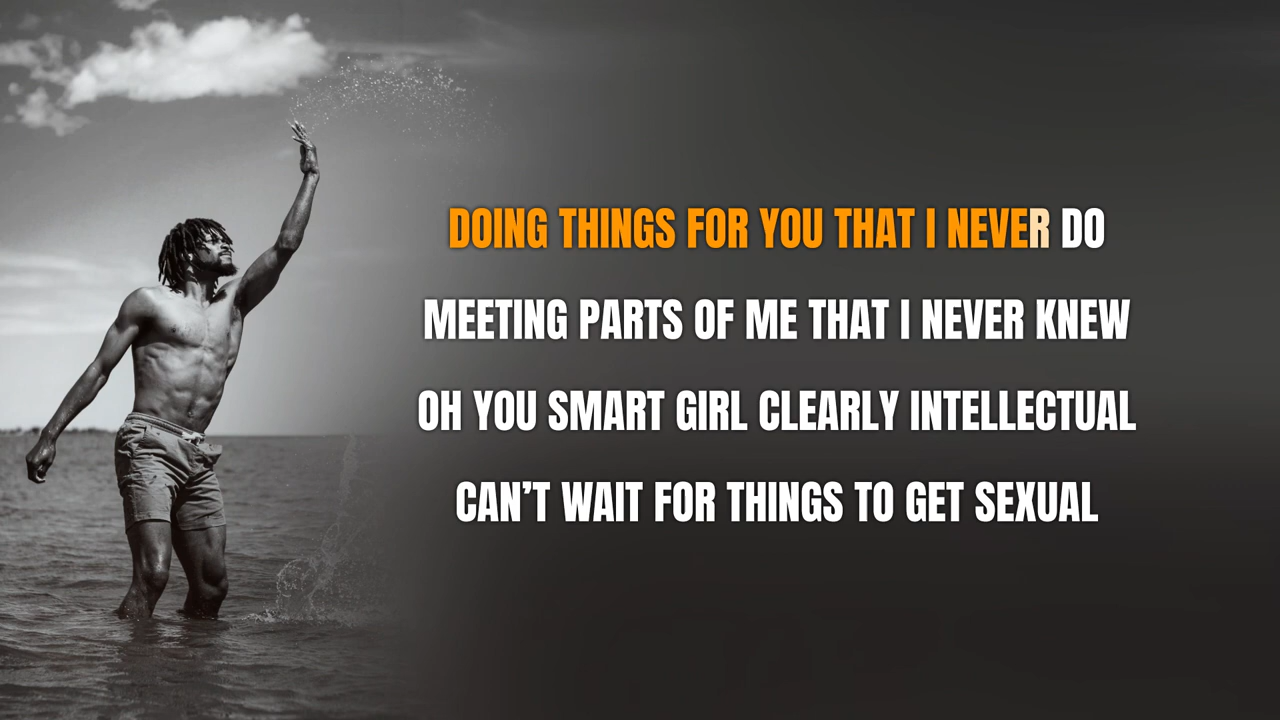 DOING THINGS FOR YOU THAT I NEVER DO
MEETING PARTS OF ME THAT I NEVER KNEW
OH YOU SMART GIRL CLEARLY INTELLECTUAL
CAN’T WAIT FOR THINGS TO GET SEXUAL